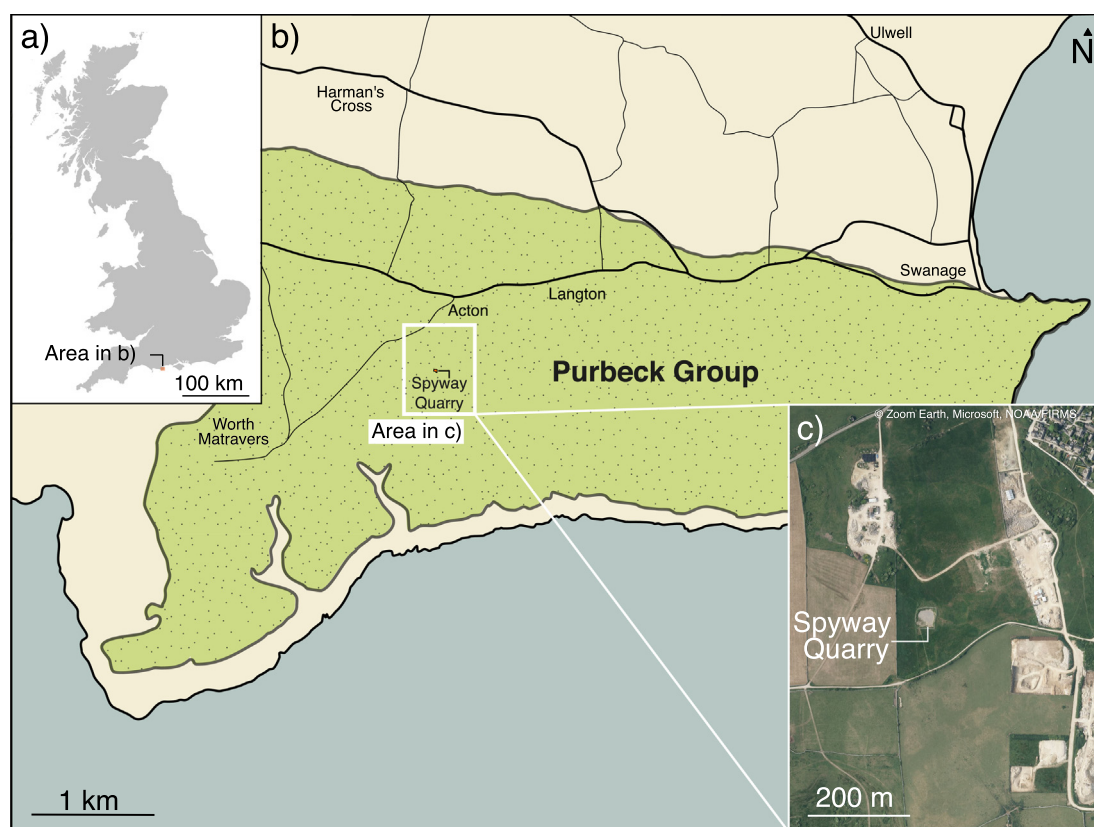 a)
Area in b)
100 km
b)
Ulwell
N
Harman's
Cross
Swanage
Langton
Acton
Spyway
Quarry
Purbeck Group
Worth
Matravers
Area in c)
1 km
© Zoom Earth, Microsoft, NOAA/FIRMS
c)
Spyway
Quarry
200 m